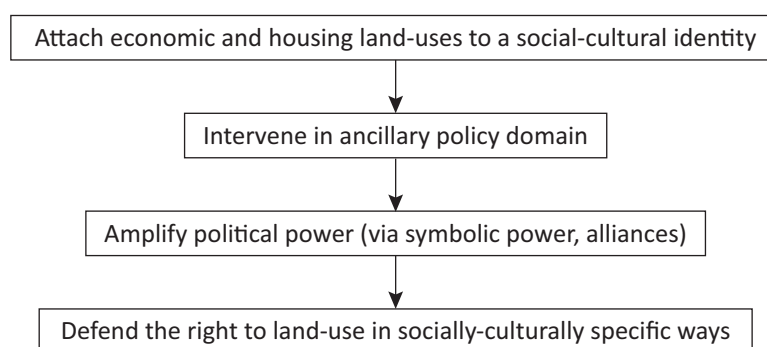 Attach economic and housing land-uses to a social-cultural identity
Intervene in ancillary policy domain
Amplify political power (via symbolic power, alliances)
Defend the right to land-use in socially-culturally specific ways